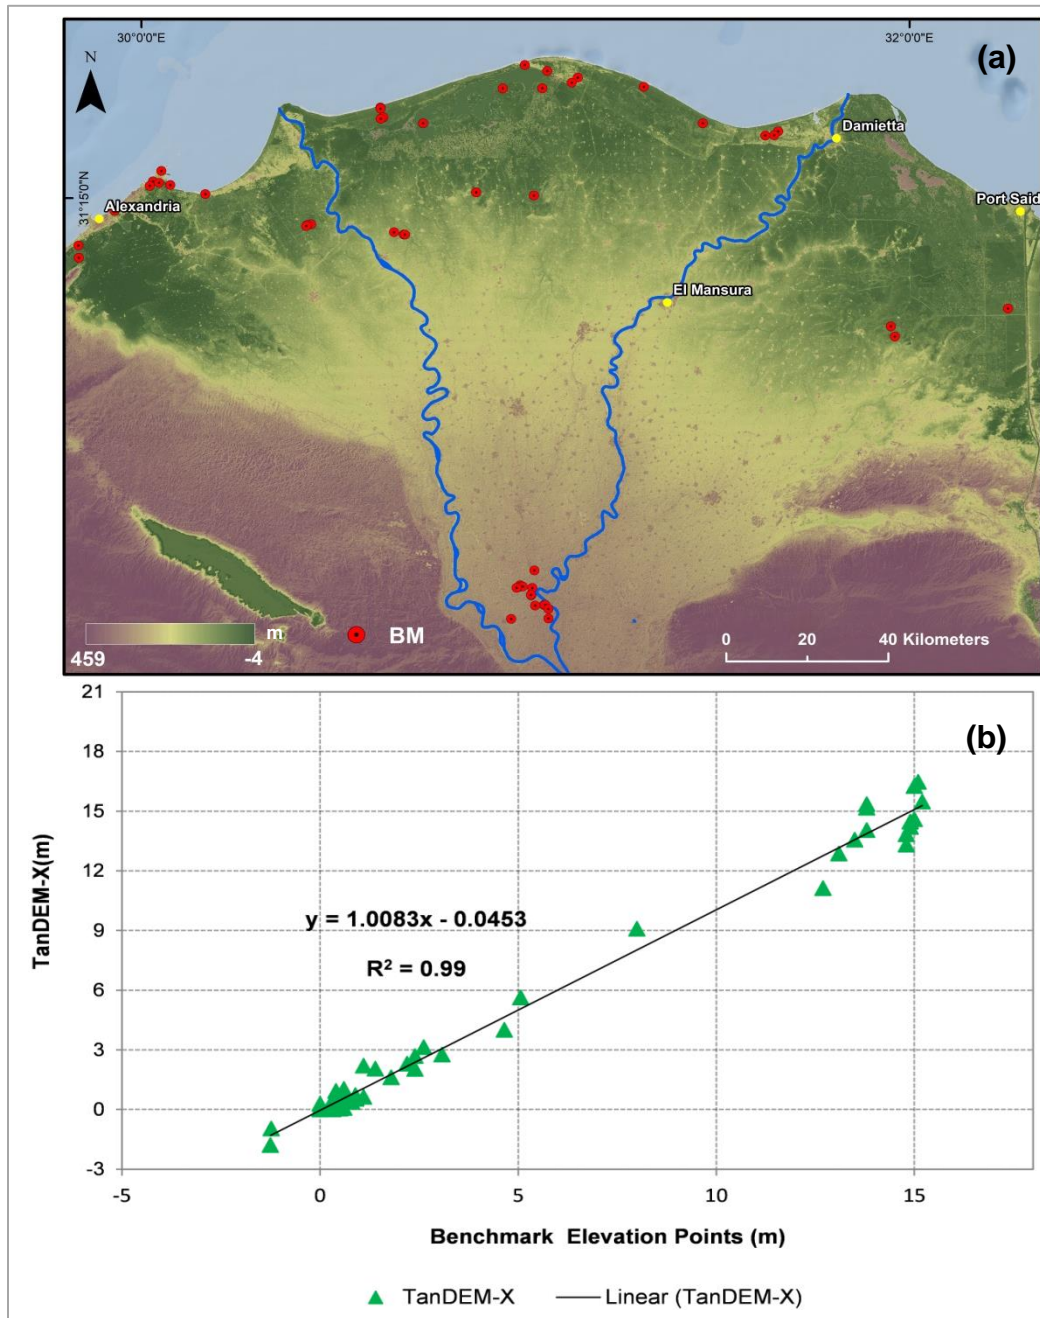 30°0'0"E
32°0'0"E
(a)
N
Damietta
31°15'0"N
Alexandria
Port Said
El Mansura
m
BM
459
-4
0
20
40 Kilometers
21
18
15
12
9
6
3
0
-3
(b)
TanDEM-X(m)
y = 1.0083x - 0.0453
R² = 0.99
-5
0
5
10
15
Benchmark Elevation Points (m)
TanDEM-X
Linear (TanDEM-X)